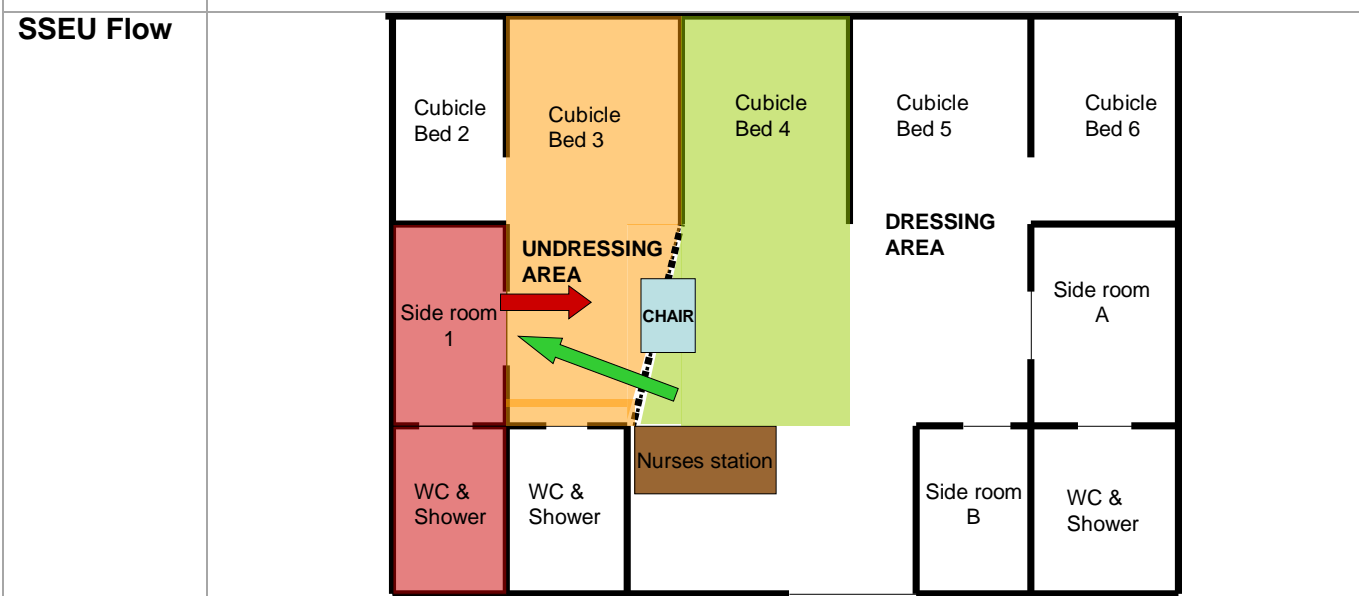 SSEU Flow
Cubicle
Bed 2
Cubicle
Bed 3
Cubicle
Bed 4
Cubicle
Bed 5
Cubicle
Bed 6
UNDRESSING
AREA
DRESSING
AREA
Side room
1
CHAIR
Side room
A
Nurses station
WC &
Shower
WC &
Shower
Side room
B
WC &
Shower